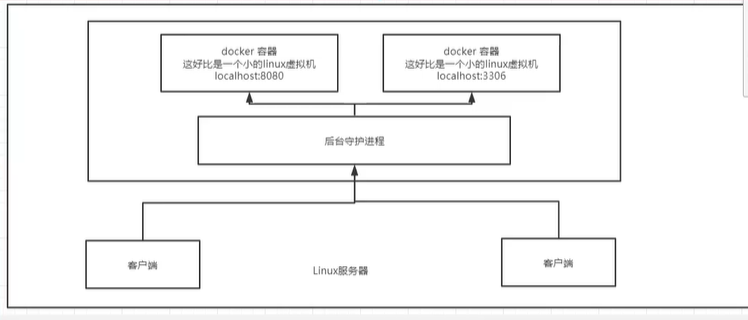 docker 容器
这好比是一个小的linux虚拟机
localhost:8080
docker 容器
这好比是一个小的linux虚拟机
localhost:3306
后台守护进程
客户端
客户端
Linux服务器